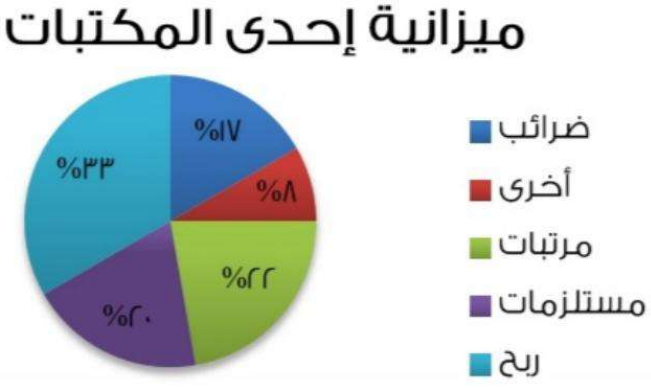 ميزانية إحدى المكتبات
%١٧
%٨
%٢٢
%٢٠
%٣٣
ضرائب
أخرى
مرتبات
مستلزمات
ربح